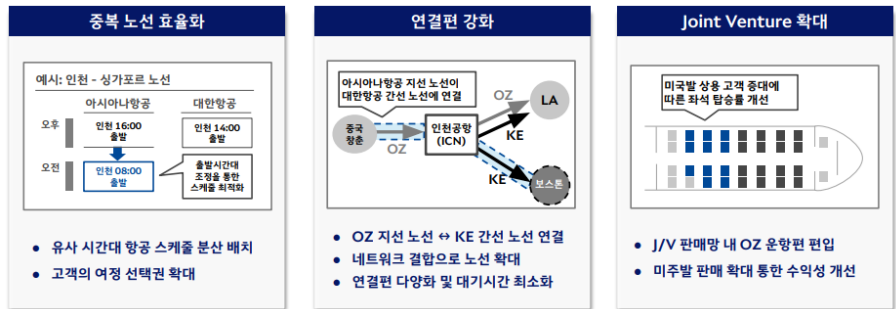 중복 노선 효율화
예시: 인천 - 싱가포르 노선
아시아나항공
대한항공
오후
인천 16:00
출발
인천 14:00
출발
오전
인천 08:00
출발
출발시간대
조정을 통한
스케줄 최적화
● 유사 시간대 항공 스케줄 분산 배치
● 고객의 여정 선택권 확대
연결편 강화
아시아나항공 지선 노선이
대한항공 간선 노선에 연결
중국
창춘
OZ
인천공항
(ICN)
OZ
LA
KE
KE
보스톤
● OZ 지선 노선 ↔ KE 간선 노선 연결
● 네트워크 결합으로 노선 확대
● 연결편 다양화 및 대기시간 최소화
Joint Venture 확대
미국발 상용 고객 증대에
따른 좌석 탑승률 개선
● J/V 판매망 내 OZ 운항편 편입
● 미주발 판매 확대 통한 수익성 개선